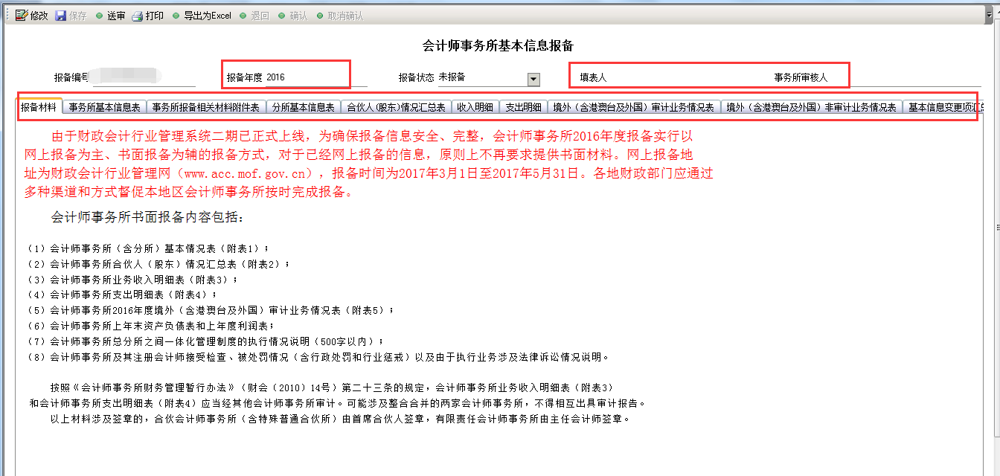 修改 保存 送审 打印 导出为Excel 退回 确认 取消确认
会计师事务所基本信息报备
报备编号 报备年度 2016 报备状态 未报备 填表人 事务所审核人
报备材料 事务所基本信息表 事务所报备相关材料附件表 分所基本信息表 合伙人(股东)情况汇总表 收入明细 支出明细 境外（含港澳台及外国）审计业务情况表 境外（含港澳台及外国）非审计业务情况表 基本信息变更项汇总
由于财政会计行业管理系统二期已正式上线，为确保报备信息安全、完整，会计师事务所2016年度报备实行以
网上报备为主、书面报备为辅的报备方式，对于已经网上报备的信息，原则上不再要求提供书面材料。网上报备地
址为财政会计行业管理网（www.acc.mof.gov.cn），报备时间为2017年3月1日至2017年5月31日。各地财政部门应通过
多种渠道和方式督促本地区会计师事务所按时完成报备。
会计师事务所书面报备内容包括：
（1）会计师事务所（含分所）基本情况表（附表1）；
（2）会计师事务所合伙人（股东）情况汇总表（附表2）；
（3）会计师事务所业务收入明细表（附表3）；
（4）会计师事务所支出明细表（附表4）；
（5）会计师事务所2016年度境外（含港澳台及外国）审计业务情况表（附表5）；
（6）会计师事务所上年末资产负债表和上年度利润表；
（7）会计师事务所总分所之间一体化管理制度的执行情况说明（500字以内）；
（8）会计师事务所及其注册会计师接受检查、被处罚情况（含行政处罚和行业惩戒）以及由于执行业务涉及法律诉讼情况说明。
按照《会计师事务所财务管理暂行办法》（财会（2010）14号）第二十三条的规定，会计师事务所业务收入明细表（附表3）
和会计师事务所支出明细表（附表4）应当经其他会计师事务所审计。可能涉及整合合并的两家会计师事务所，不得相互出具审计报告。
以上材料涉及签章的，合伙会计师事务所（含特殊普通合伙所）由首席合伙人签章，有限责任会计师事务所由主任会计师签章。